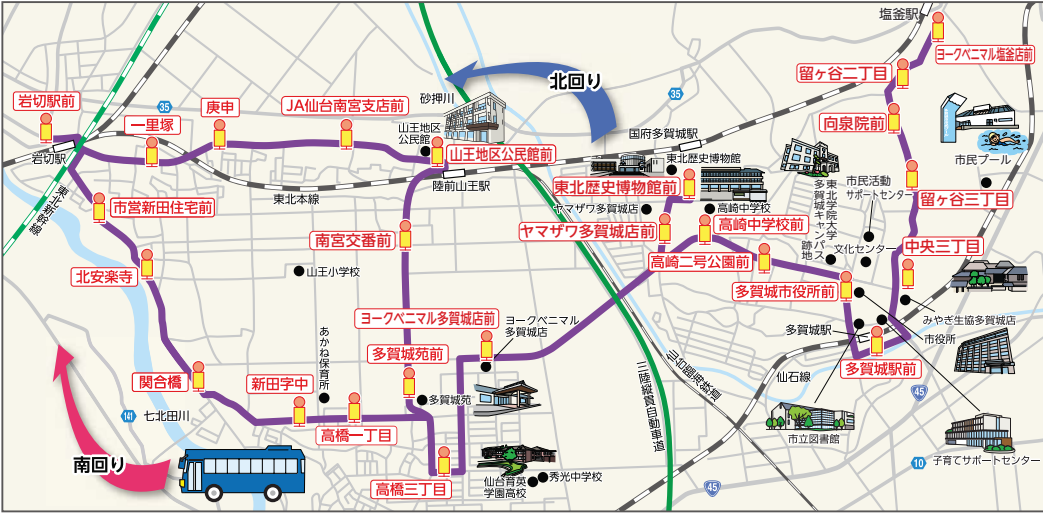 塩釜駅
ヨークベニマル塩釜店前
留ヶ谷二丁目
北回り
岩切駅前
35
庚申
JA仙台南宮支店前
砂押川
35
向泉院前
一里塚
山王地区
公民館
国府多賀城駅
市民プール
岩切駅
山王地区公民館前
東北歴史博物館
陸前山王駅
東北歴史博物館前
東北学院大学
多賀城キャンパス
跡地
市民活動
サポートセンター
留ヶ谷三丁目
東北新幹線
東北本線
市営新田住宅前
ヤマザワ多賀城店
高崎中学校
ヤマザワ多賀城店前
高崎中学校前
南宮交番前
文化センター
中央三丁目
高崎二号公園前
北安楽寺
山王小学校
多賀城市役所前
ヨークベニマル多賀城店前
ヨークベニマル
多賀城店
みやぎ生協多賀城店
多賀城駅
市役所
あかね保育所
多賀城苑前
仙台臨海鉄道
多賀城駅前
関合橋
新田字中
三陸縦貫自動車道
仙石線
45
多賀城苑
141
七北田川
高橋一丁目
市立図書館
南回り
子育てサポートセンター
10
高橋三丁目
仙台育英
学園高校
秀光中学校
45